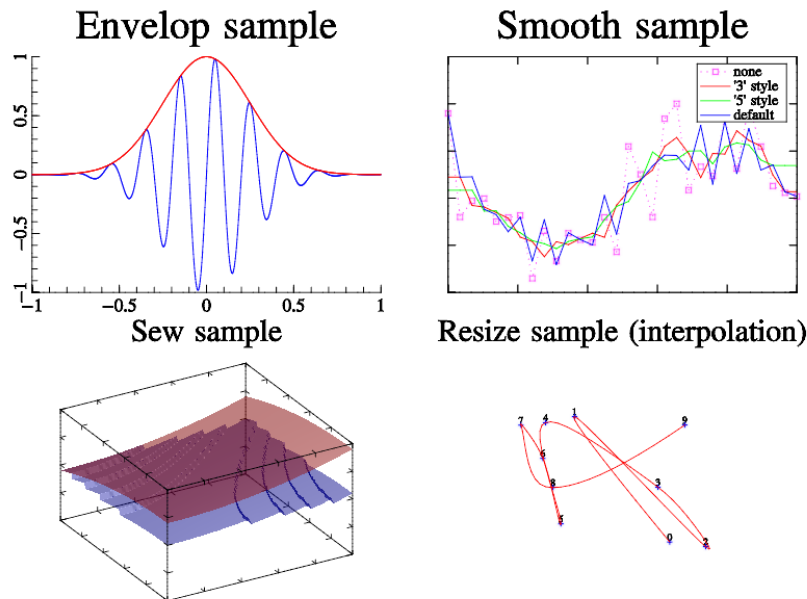 Envelop sample
1
0.5
0
−0.5
−1
−1
−0.5
0
0.5
1
Smooth sample
none
'3' style
'5' style
default
Sew sample
Resize sample (interpolation)
7
4
1
9
6
8
3
5
0
2